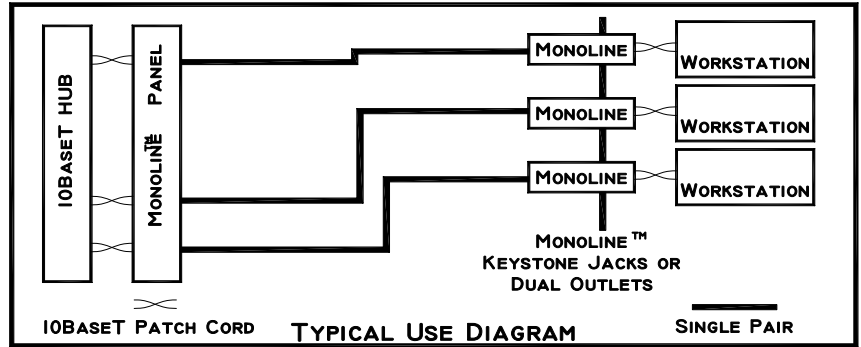 10BaseT HUB
Monoline™ Panel
Monoline
Workstation
Monoline
Workstation
Monoline
Workstation
Monoline™
Keystone Jacks or
Dual Outlets
10BaseT Patch Cord
Typical Use Diagram
Single Pair